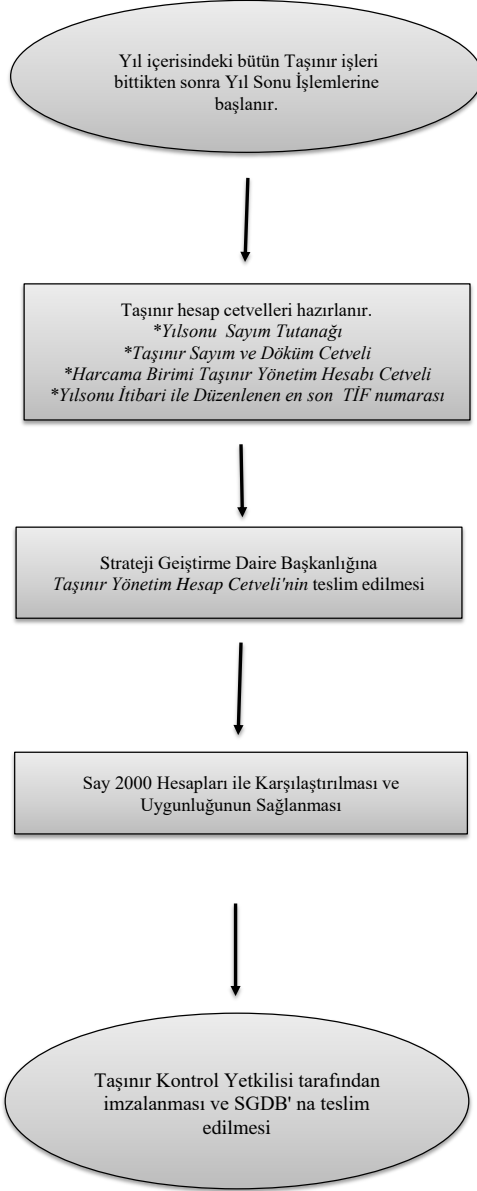 Yıl içerisindeki bütün Taşınır işleri
bittikten sonra Yıl Sonu İşlemlerine
başlanır.
Taşınır hesap cetvelleri hazırlanır.
*Yılsonu Sayım Tutanağı
*Taşınır Sayım ve Döküm Cetveli
*Harcama Birimi Taşınır Yönetim Hesabı Cetveli
*Yılsonu İtibari ile Düzenlenen en son TİF numarası
Strateji Geiştirme Daire Başkanlığına
Taşınır Yönetim Hesap Cetveli'nin teslim edilmesi
Say 2000 Hesapları ile Karşılaştırılması ve
Uygunluğunun Sağlanması
Taşınır Kontrol Yetkilisi tarafından
imzalanması ve SGDB' na teslim
edilmesi